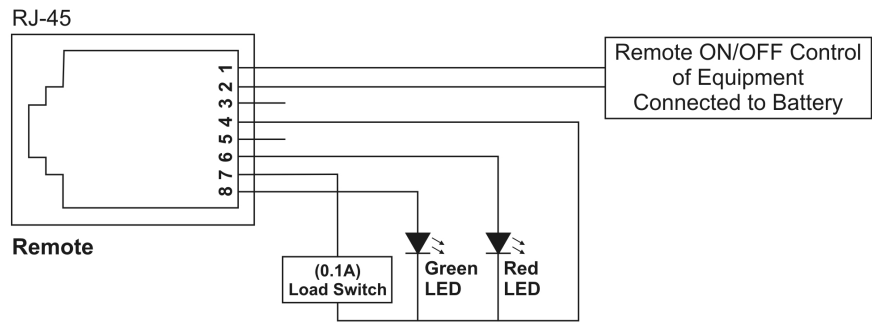 RJ-45
1
2
3
4
5
6
7
8
Remote ON/OFF Control
of Equipment
Connected to Battery
Remote
(0.1A)
Load Switch
Green
LED
Red
LED